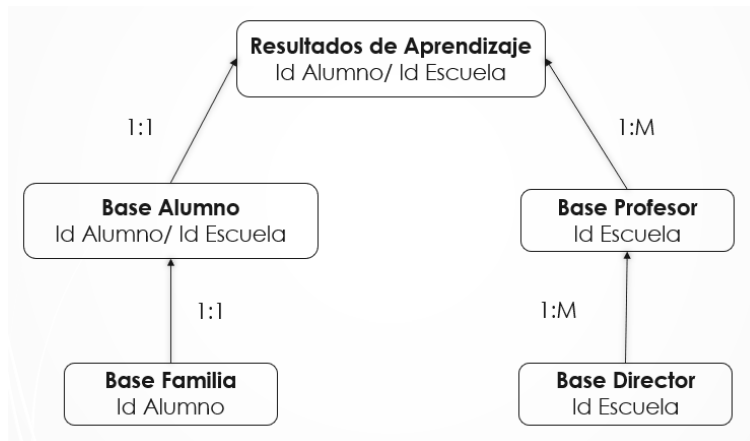 Resultados de Aprendizaje
Id Alumno/ Id Escuela
1:1
1:M
Base Alumno
Id Alumno/ Id Escuela
Base Profesor
Id Escuela
1:1
1:M
Base Familia
Id Alumno
Base Director
Id Escuela